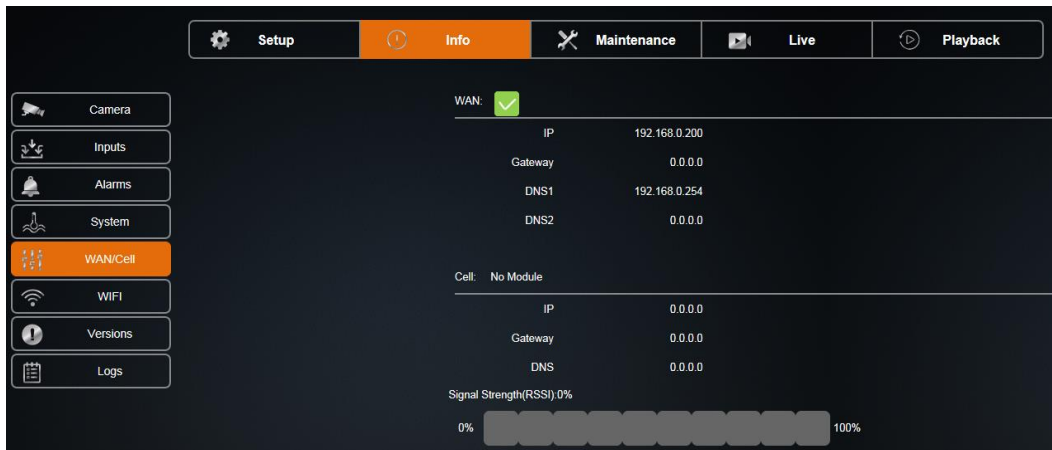 Setup Info Maintenance Live Playback
Camera
Inputs
Alarms
System
WAN/Cell
WIFI
Versions
Logs
WAN:
IP 192.168.0.200
Gateway 0.0.0.0
DNS1 192.168.0.254
DNS2 0.0.0.0
Cell: No Module
IP 0.0.0.0
Gateway 0.0.0.0
DNS 0.0.0.0
Signal Strength(RSSI):0%
0% 100%